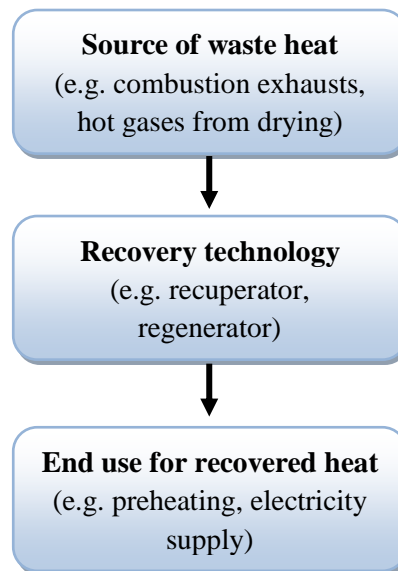 Source of waste heat
(e.g. combustion exhausts,
hot gases from drying)
Recovery technology
(e.g. recuperator,
regenerator)
End use for recovered heat
(e.g. preheating, electricity
supply)